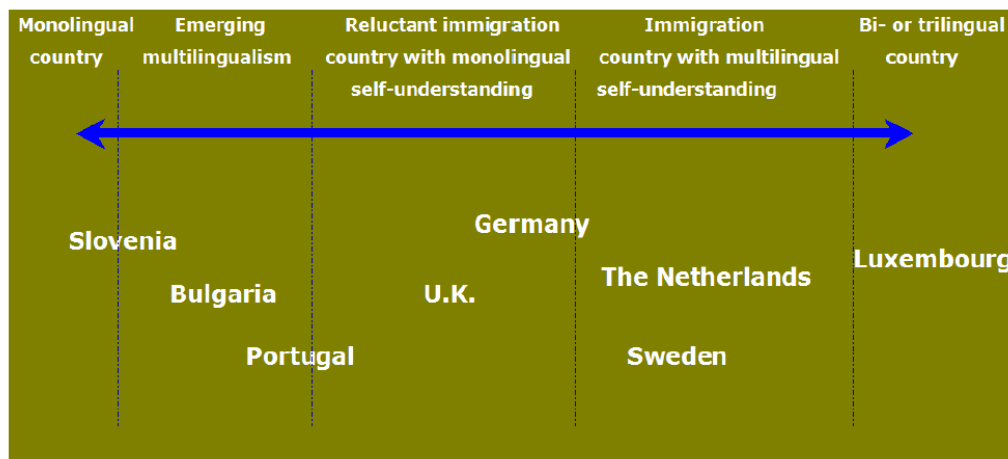 Monolingual
country
Emerging
multilingualism
Reluctant immigration
country with monolingual
self-understanding
Immigration
country with multilingual
self-understanding
Bi- or trilingual
country
Germany
Slovenia
Luxembourg
The Netherlands
Bulgaria
U.K.
Portugal
Sweden